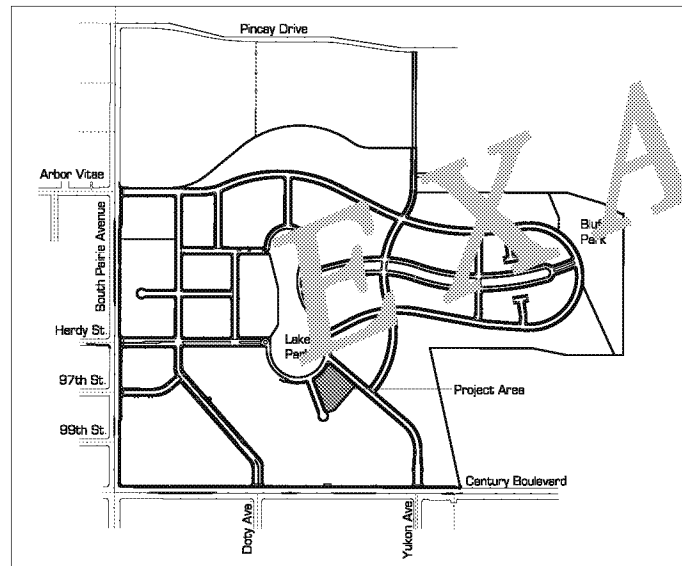 Pincay Drive
Arbor Vitae
South Pairie Avenue
Bluff
Park
Hardy St.
Lake
Park
97th St.
Project Area
99th St.
Century Boulevard
Doty Ave
Yukon Ave
EXA